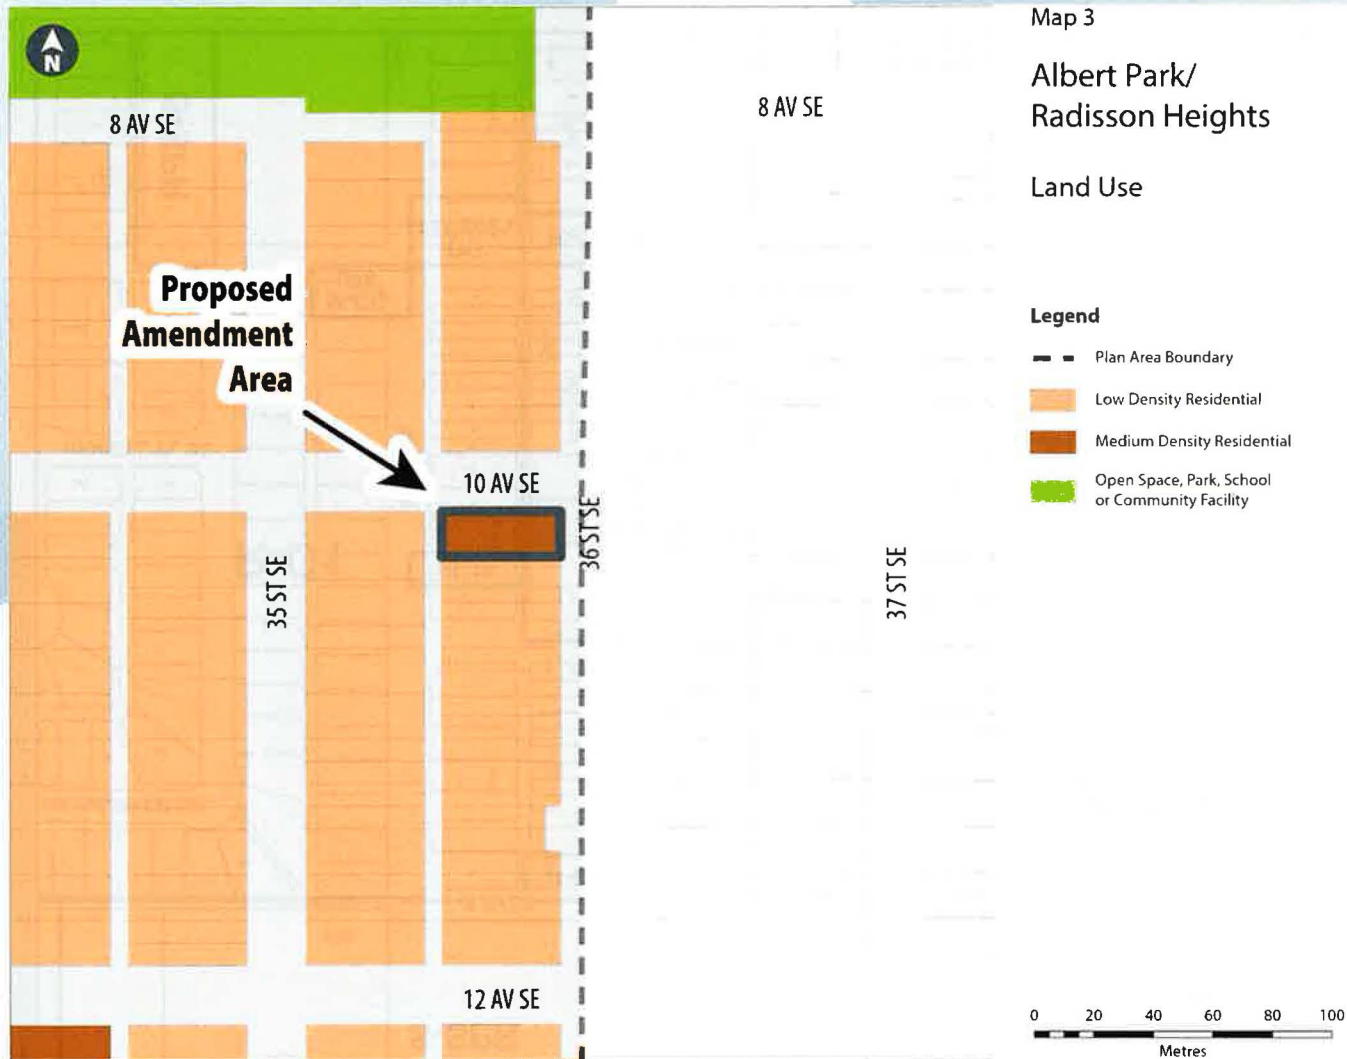 Map 3
Albert Park/
Radisson Heights
Land Use
Legend
Plan Area Boundary
Low Density Residential
Medium Density Residential
Open Space, Park, School
or Community Facility
N
8 AV SE
8 AV SE
Proposed
Amendment
Area
10 AV SE
36 ST SE
35 ST SE
37 ST SE
12 AV SE
0 20 40 60 80 100
Metres